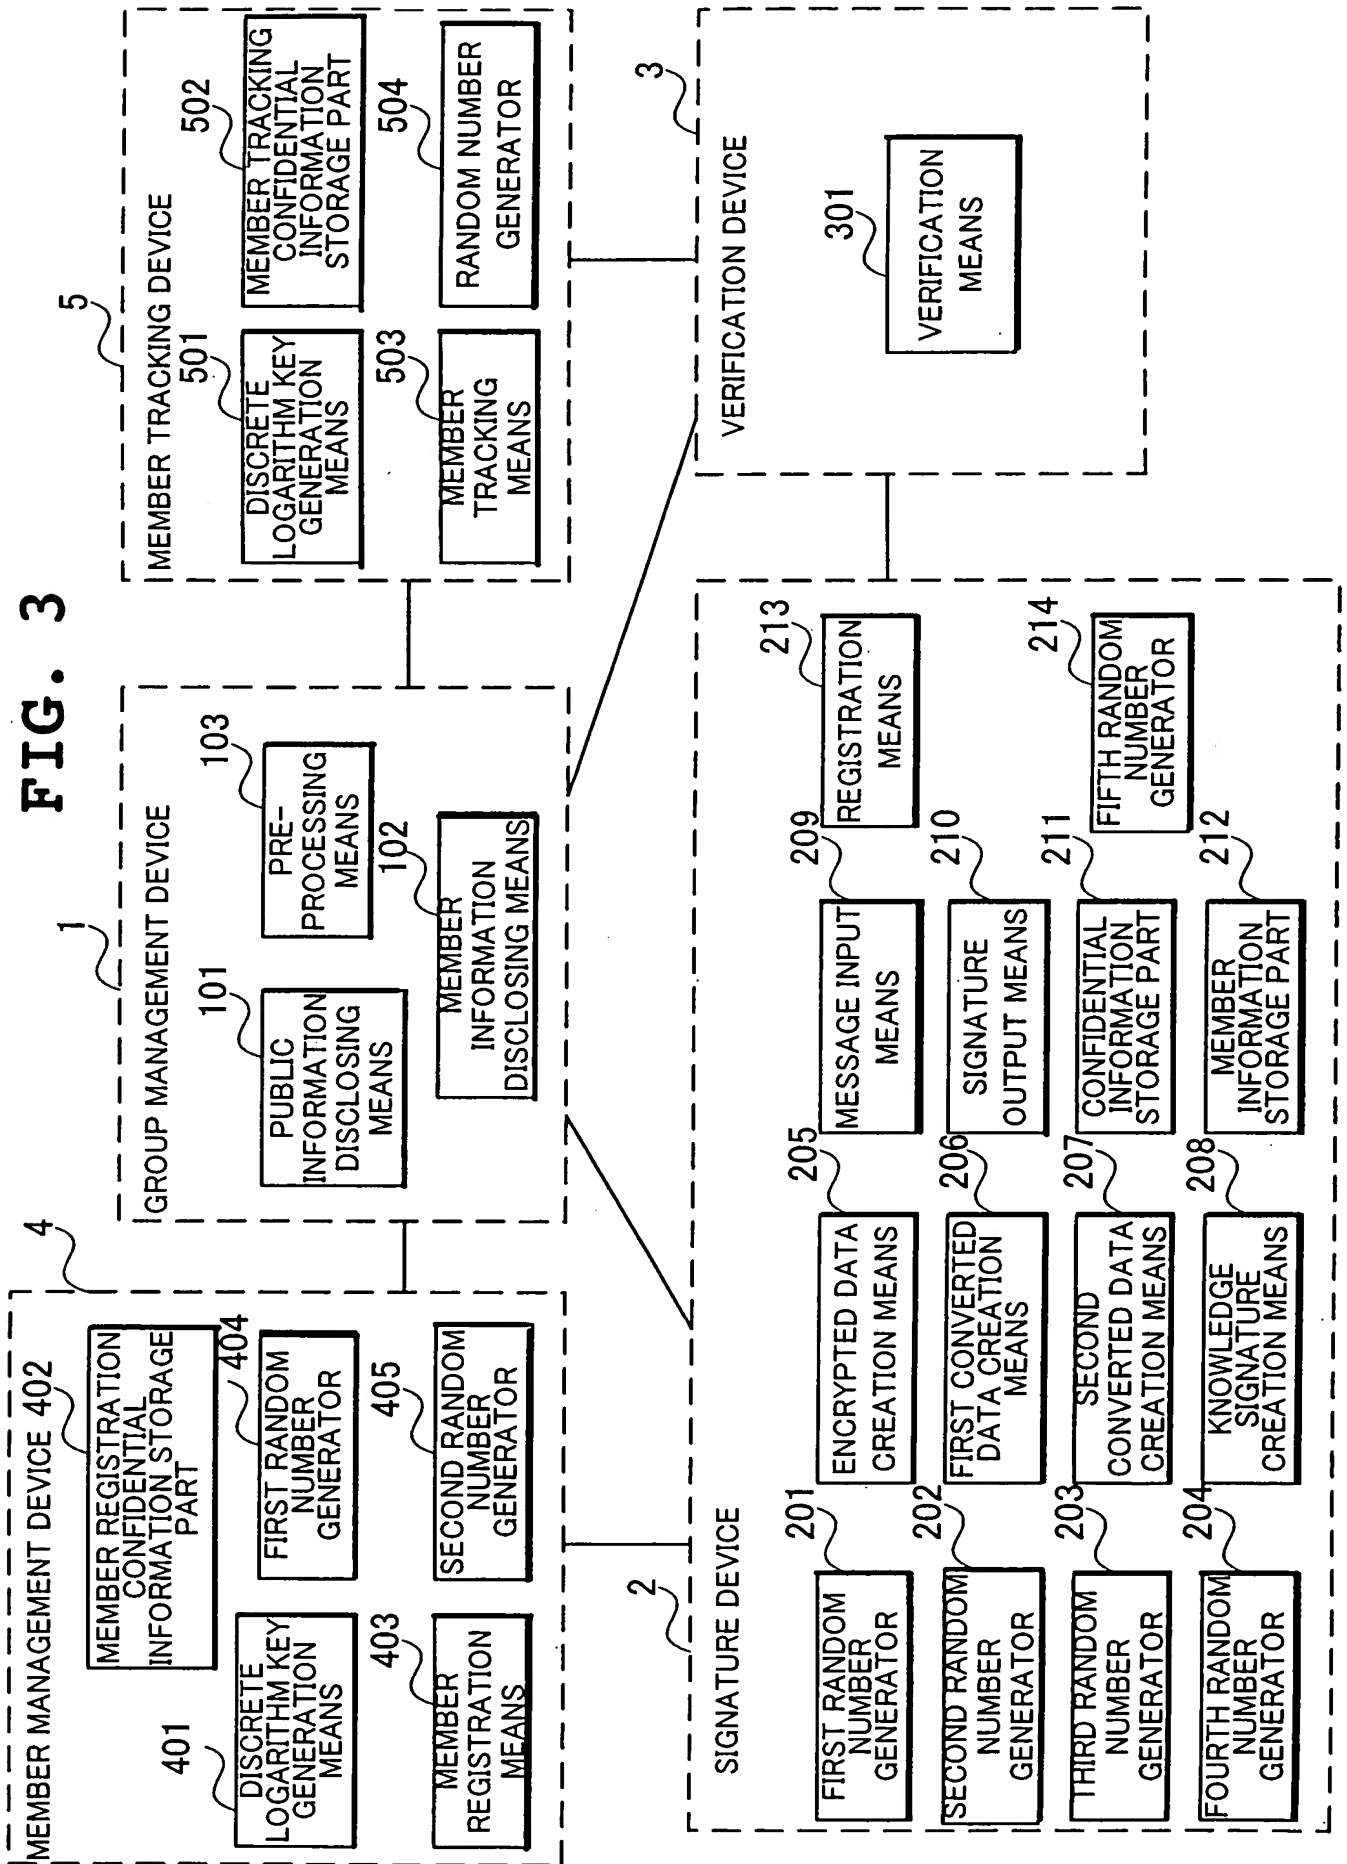 FIG. 3
4
MEMBER MANAGEMENT DEVICE
402
MEMBER REGISTRATION
CONFIDENTIAL
INFORMATION STORAGE
PART
401
DISCRETE
LOGARITHM KEY
GENERATION
MEANS
404
FIRST RANDOM
NUMBER
GENERATOR
403
MEMBER
REGISTRATION
MEANS
405
SECOND RANDOM
NUMBER
GENERATOR
1
GROUP MANAGEMENT DEVICE
101
PUBLIC
INFORMATION
DISCLOSING
MEANS
103
PRE-
PROCESSING
MEANS
102
MEMBER
INFORMATION
DISCLOSING MEANS
5
MEMBER TRACKING DEVICE
501
DISCRETE
LOGARITHM KEY
GENERATION
MEANS
502
MEMBER TRACKING
CONFIDENTIAL
INFORMATION
STORAGE PART
503
MEMBER
TRACKING
MEANS
504
RANDOM NUMBER
GENERATOR
2
SIGNATURE DEVICE
201
FIRST RANDOM
NUMBER
GENERATOR
205
ENCRYPTED DATA
CREATION MEANS
209
MESSAGE INPUT
MEANS
213
REGISTRATION
MEANS
202
SECOND RANDOM
NUMBER
GENERATOR
206
FIRST CONVERTED
DATA CREATION
MEANS
210
SIGNATURE
OUTPUT MEANS
203
THIRD RANDOM
NUMBER
GENERATOR
207
SECOND
CONVERTED DATA
CREATION MEANS
211
CONFIDENTIAL
INFORMATION
STORAGE PART
214
FIFTH RANDOM
NUMBER
GENERATOR
204
FOURTH RANDOM
NUMBER
GENERATOR
208
KNOWLEDGE
SIGNATURE
CREATION MEANS
212
MEMBER
INFORMATION
STORAGE PART
3
VERIFICATION DEVICE
301
VERIFICATION
MEANS